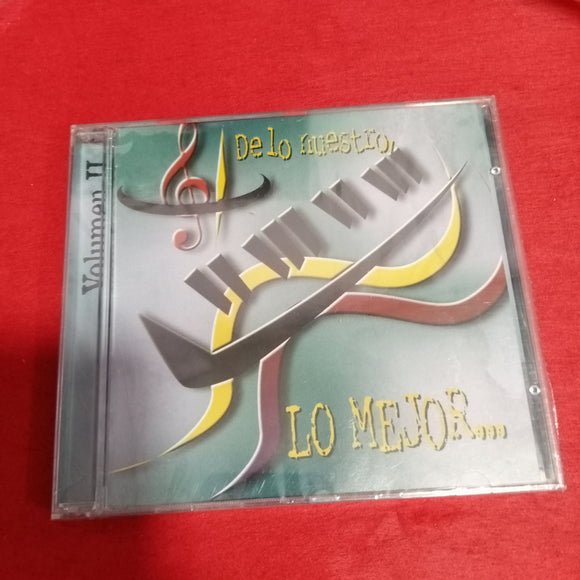 De lo nuestro,
LO MEJOR...
Volumen II